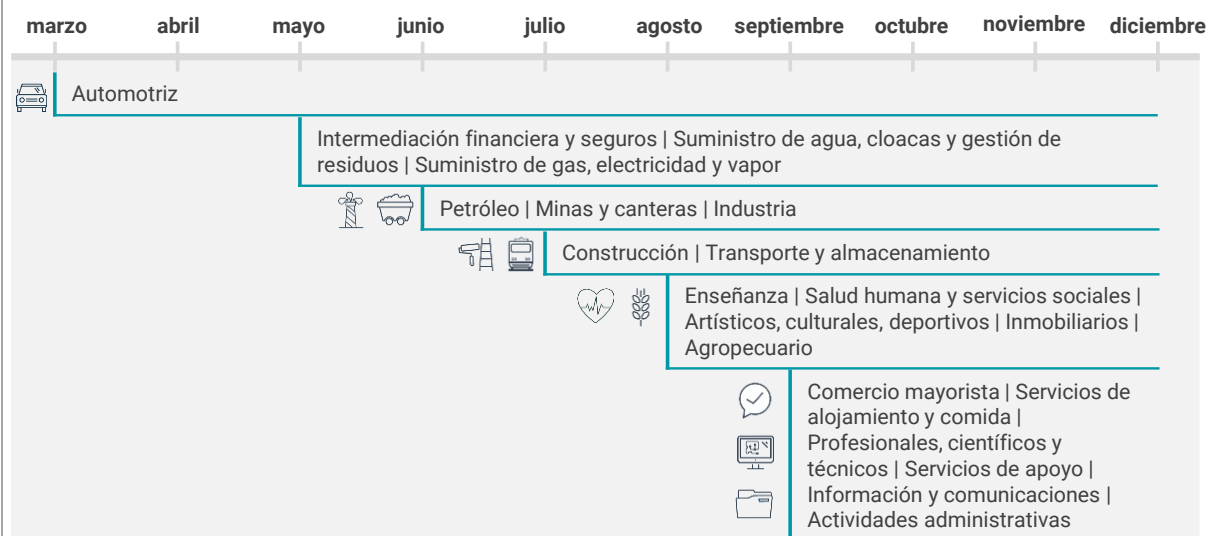 marzo abril mayo junio julio agosto septiembre octubre noviembre diciembre
Automotriz
Intermediación financiera y seguros | Suministro de agua, cloacas y gestión de
residuos | Suministro de gas, electricidad y vapor
Petróleo | Minas y canteras | Industria
Construcción | Transporte y almacenamiento
Enseñanza | Salud humana y servicios sociales |
Artísticos, culturales, deportivos | Inmobiliarios |
Agropecuario
Comercio mayorista | Servicios de
alojamiento y comida |
Profesionales, científicos y
técnicos | Servicios de apoyo |
Información y comunicaciones |
Actividades administrativas